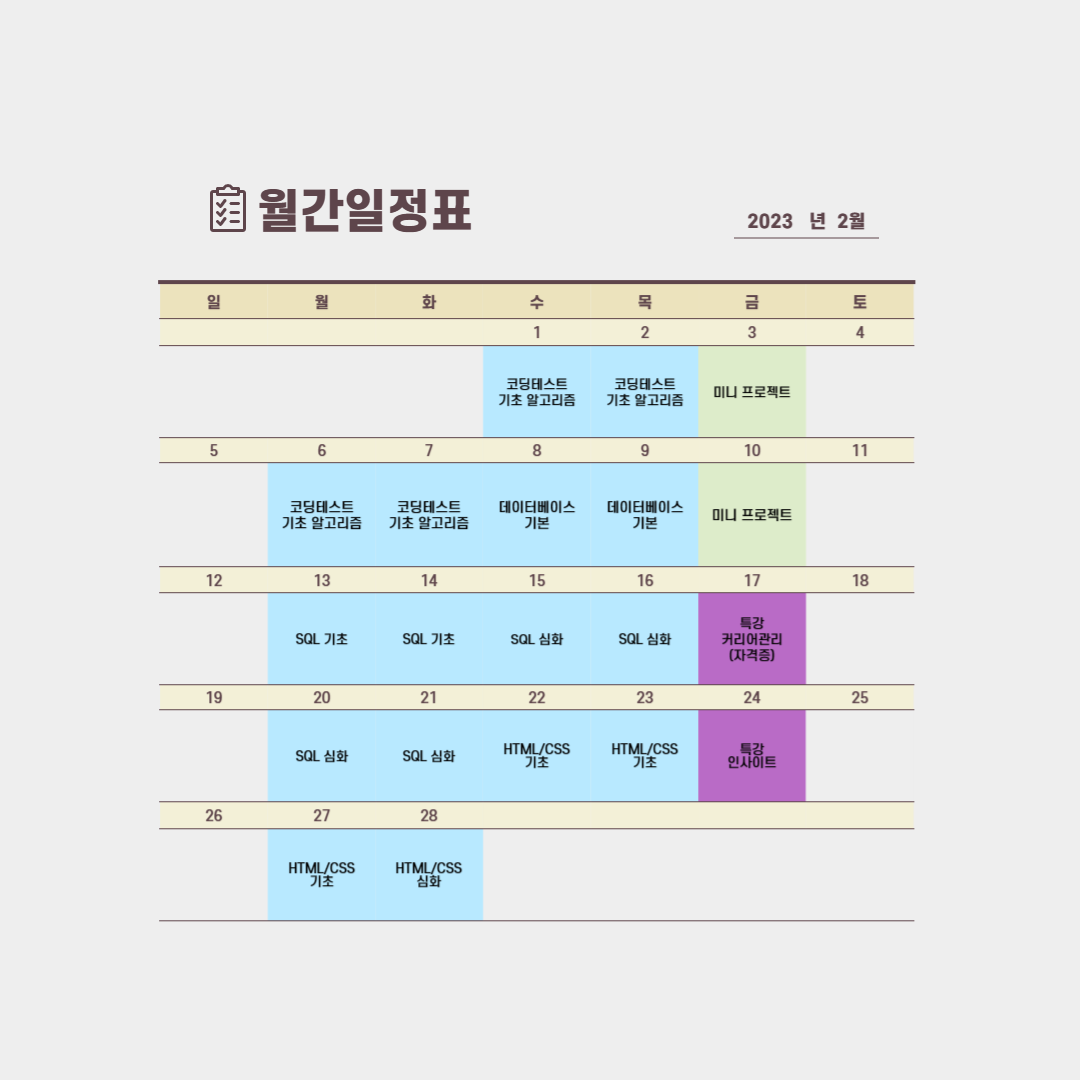 월간일정표
2023 년 2월
일 월 화 수 목 금 토
1 2 3 4
코딩테스트 코딩테스트 미니 프로젝트
기초 알고리즘 기초 알고리즘
5 6 7 8 9 10 11
코딩테스트 코딩테스트 데이터베이스 데이터베이스 미니 프로젝트
기초 알고리즘 기초 알고리즘 기본 기본
12 13 14 15 16 17 18
특강
SQL 기초 SQL 기초 SQL 심화 SQL 심화 커리어관리
(자격증)
19 20 21 22 23 24 25
SQL 심화 SQL 심화 HTML/CSS HTML/CSS 특강
기초 기초 인사이트
26 27 28
HTML/CSS HTML/CSS
기초 심화